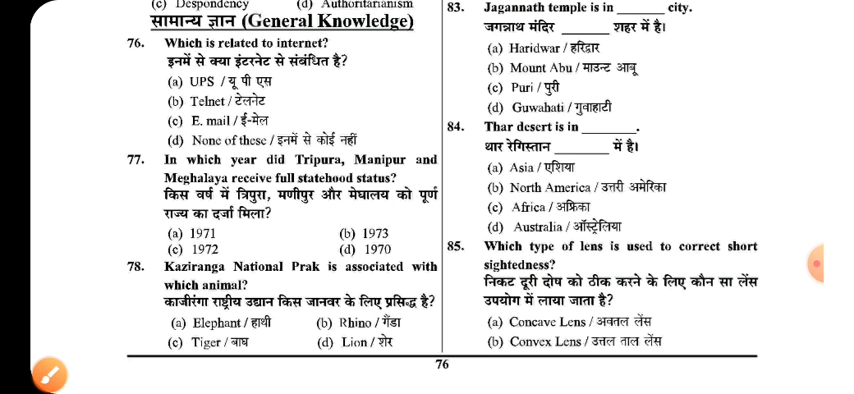 (c) Despondency (d) Authoritarianism
सामान्य ज्ञान (General Knowledge)
76. Which is related to internet?
इनमें से क्या इंटरनेट से संबंधित है?
(a) UPS / यू पी एस
(b) Telnet / टेलनेट
(c) E. mail / ई-मेल
(d) None of these / इनमें से कोई नहीं
77. In which year did Tripura, Manipur and
Meghalaya receive full statehood status?
किस वर्ष में त्रिपुरा, मणीपुर और मेघालय को पूर्ण
राज्य का दर्जा मिला?
(a) 1971 (b) 1973
(c) 1972 (d) 1970
78. Kaziranga National Prak is associated with
which animal?
काजीरंगा राष्ट्रीय उद्यान किस जानवर के लिए प्रसिद्ध है?
(a) Elephant / हाथी (b) Rhino / गैंडा
(c) Tiger / बाघ (d) Lion / शेर
83. Jagannath temple is in ______ city.
जगन्नाथ मंदिर ______ शहर में है।
(a) Haridwar / हरिद्वार
(b) Mount Abu / माउन्ट आबू
(c) Puri / पुरी
(d) Guwahati / गुवाहाटी
84. Thar desert is in ______.
थार रेगिस्तान ______ में है।
(a) Asia / एशिया
(b) North America / उत्तरी अमेरिका
(c) Africa / अफ्रिका
(d) Australia / ऑस्ट्रेलिया
85. Which type of lens is used to correct short
sightedness?
निकट दूरी दोष को ठीक करने के लिए कौन सा लेंस
उपयोग में लाया जाता है?
(a) Concave Lens / अवतल लेंस
(b) Convex Lens / उत्तल ताल लेंस
76